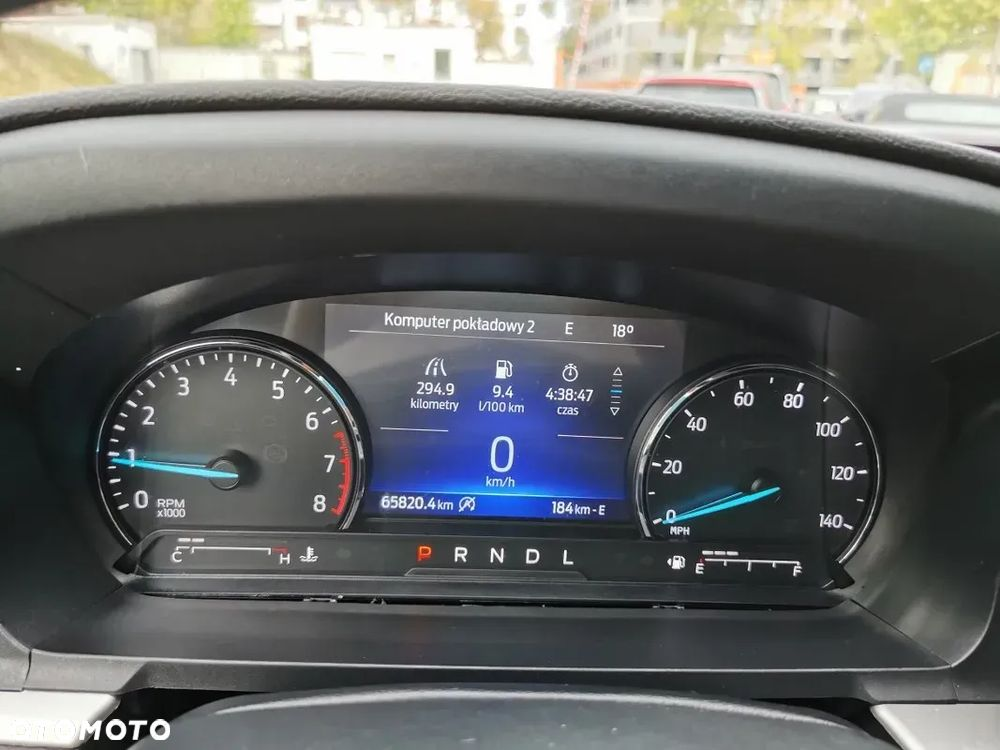 Komputer pokładowy 2 E 18°
294.9 9.4 4:38:47
kilometry l/100 km czas
0
km/h
65820.4 km 184 km - E
0 1 2 3 4 5 6 7 8
RPM
x1000
0 20 40 60 80 100 120 140
MPH
C H P R N D L E F
OTOMOTO